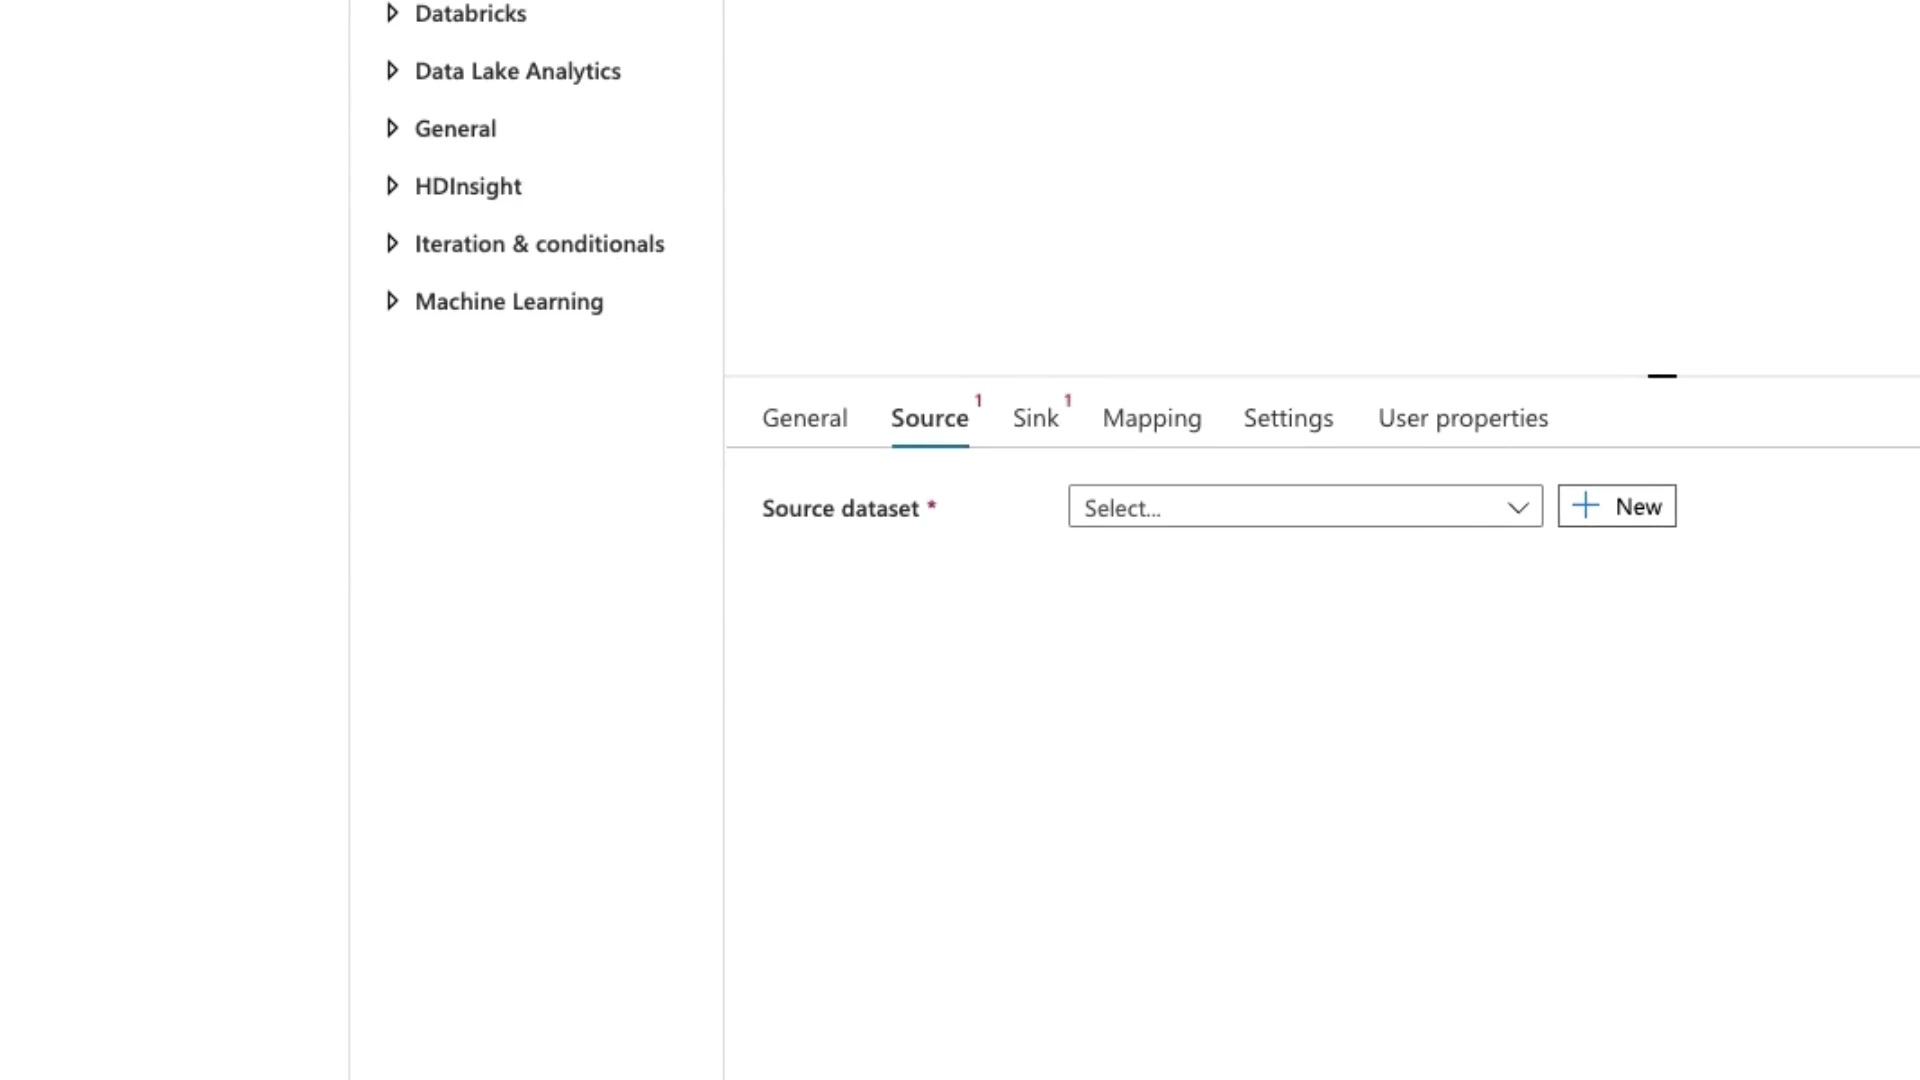 Databricks
Data Lake Analytics
General
HDInsight
Iteration & conditionals
Machine Learning
General Source 1 Sink 1 Mapping Settings User properties
Source dataset * Select... New